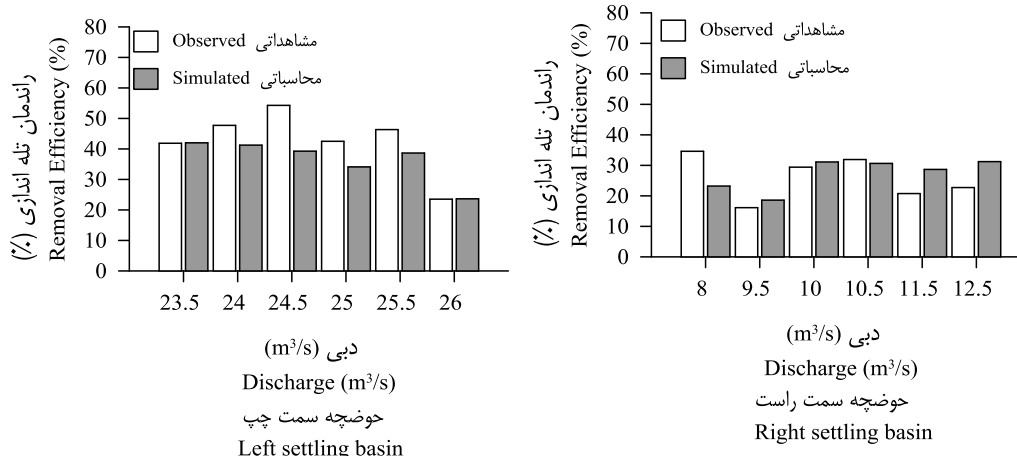 راندمان تله اندازی (٪)
Removal Efficiency (%)
80
70
60
50
40
30
20
10
0
Observed مشاهداتی
Simulated محاسباتی
23.5 24 24.5 25 25.5 26
دبی (m³/s)
Discharge (m³/s)
حوضچه سمت چپ
Left settling basin
راندمان تله اندازی (٪)
Removal Efficiency (%)
80
70
60
50
40
30
20
10
0
Observed مشاهداتی
Simulated محاسباتی
8 9.5 10 10.5 11.5 12.5
دبی (m³/s)
Discharge (m³/s)
حوضچه سمت راست
Right settling basin